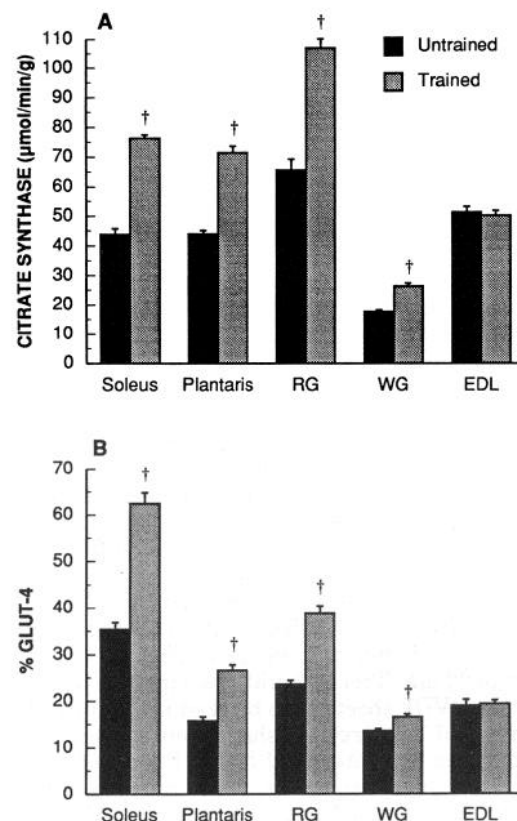 A
CITRATE SYNTHASE (µmol/min/g)
110
100
90
80
70
60
50
40
30
20
10
0
† † † †
Untrained
Trained
Soleus Plantaris RG WG EDL
B
% GLUT-4
70
60
50
40
30
20
10
0
† † † †
Soleus Plantaris RG WG EDL